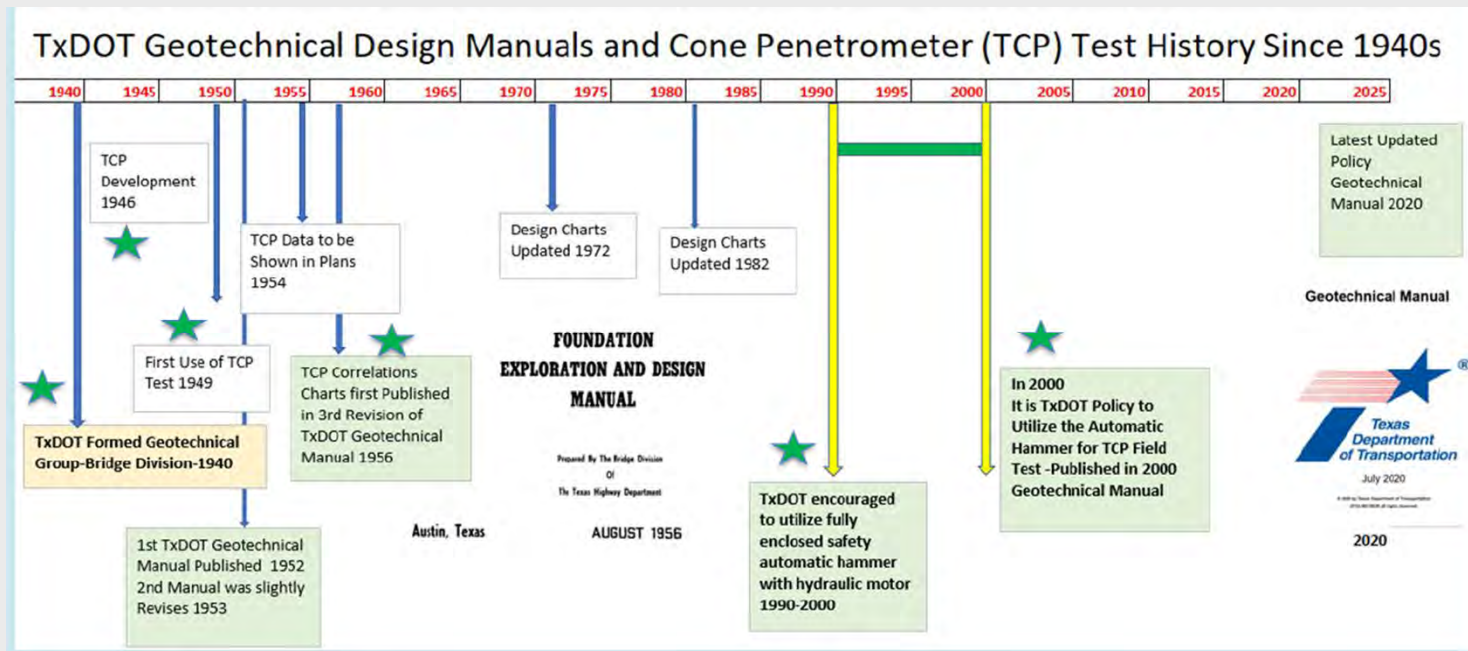 TxDOT Geotechnical Design Manuals and Cone Penetrometer (TCP) Test History Since 1940s
1940 1945 1950 1955 1960 1965 1970 1975 1980 1985 1990 1995 2000 2005 2010 2015 2020 2025
TCP
Development
1946
TCP Data to be
Shown in Plans
1954
First Use of TCP
Test 1949
TxDOT Formed Geotechnical
Group-Bridge Division-1940
1st TxDOT Geotechnical
Manual Published 1952
2nd Manual was slightly
Revises 1953
TCP Correlations
Charts first Published
in 3rd Revision of
TxDOT Geotechnical
Manual 1956
Design Charts
Updated 1972
Design Charts
Updated 1982
FOUNDATION
EXPLORATION AND DESIGN
MANUAL
Prepared By The Bridge Division
Of
The Texas Highway Department
Austin, Texas AUGUST 1956
TxDOT encouraged
to utilize fully
enclosed safety
automatic hammer
with hydraulic motor
1990-2000
In 2000
It is TxDOT Policy to
Utilize the Automatic
Hammer for TCP Field
Test -Published in 2000
Geotechnical Manual
Latest Updated
Policy
Geotechnical
Manual 2020
Geotechnical Manual
®
Texas
Department
of Transportation
July 2020
2020